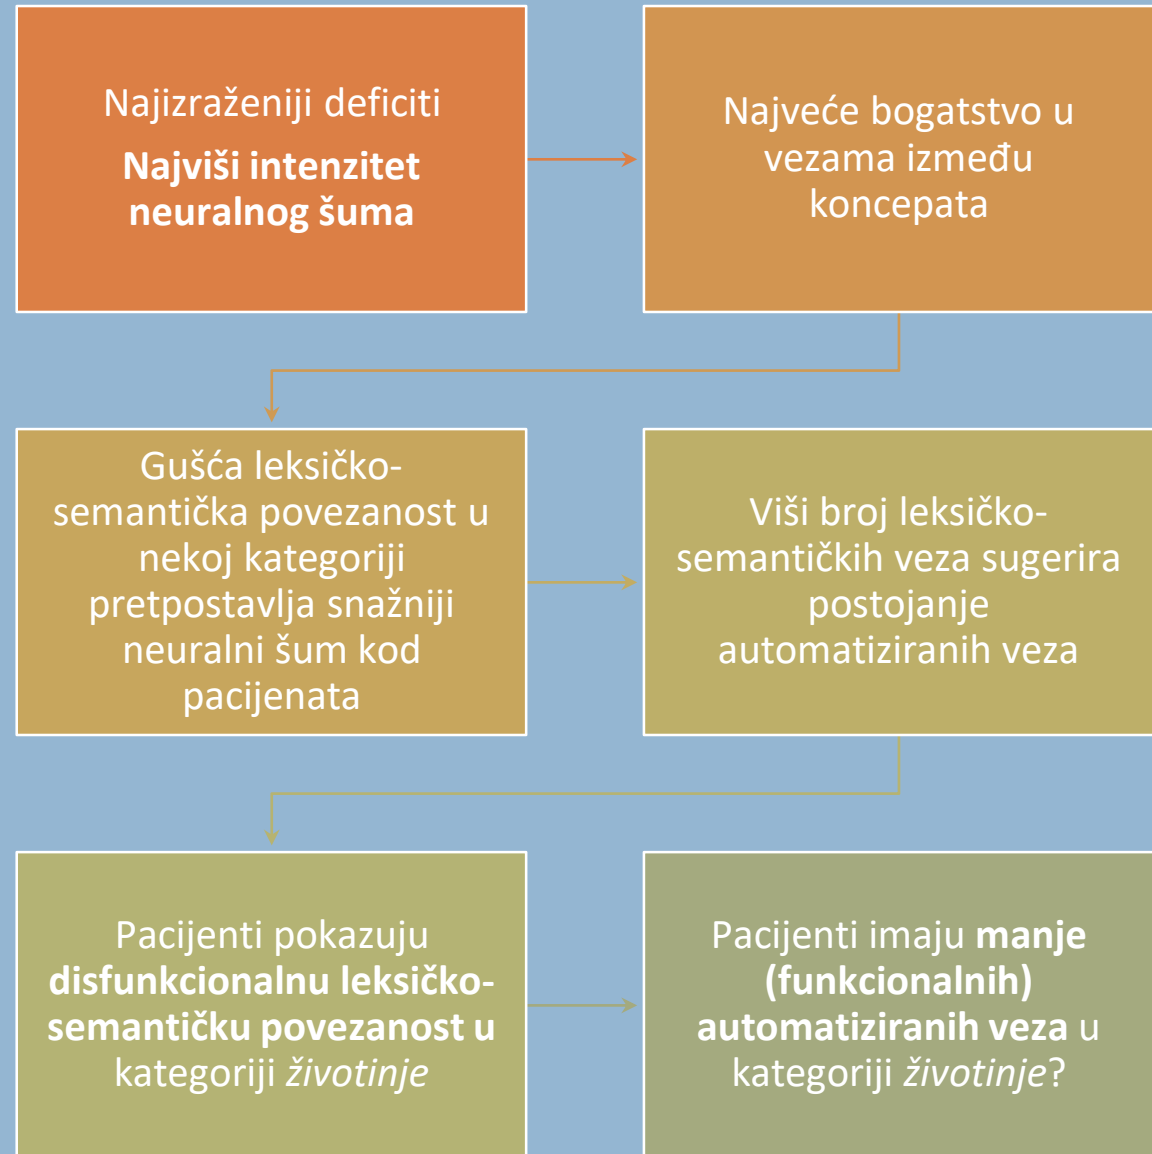 Najizraženiji deficiti
Najviši intenzitet
neuralnog šuma
Najveće bogatstvo u
vezama između
koncepata
Gušća leksičko-
semantička povezanost u
nekoj kategoriji
pretpostavlja snažniji
neuralni šum kod
pacijenata
Viši broj leksičko-
semantičkih veza sugerira
postojanje
automatiziranih veza
Pacijenti pokazuju
disfunkcionalnu leksičko-
semantičku povezanost u
kategoriji životinje
Pacijenti imaju manje
(funkcionalnih)
automatiziranih veza u
kategoriji životinje?